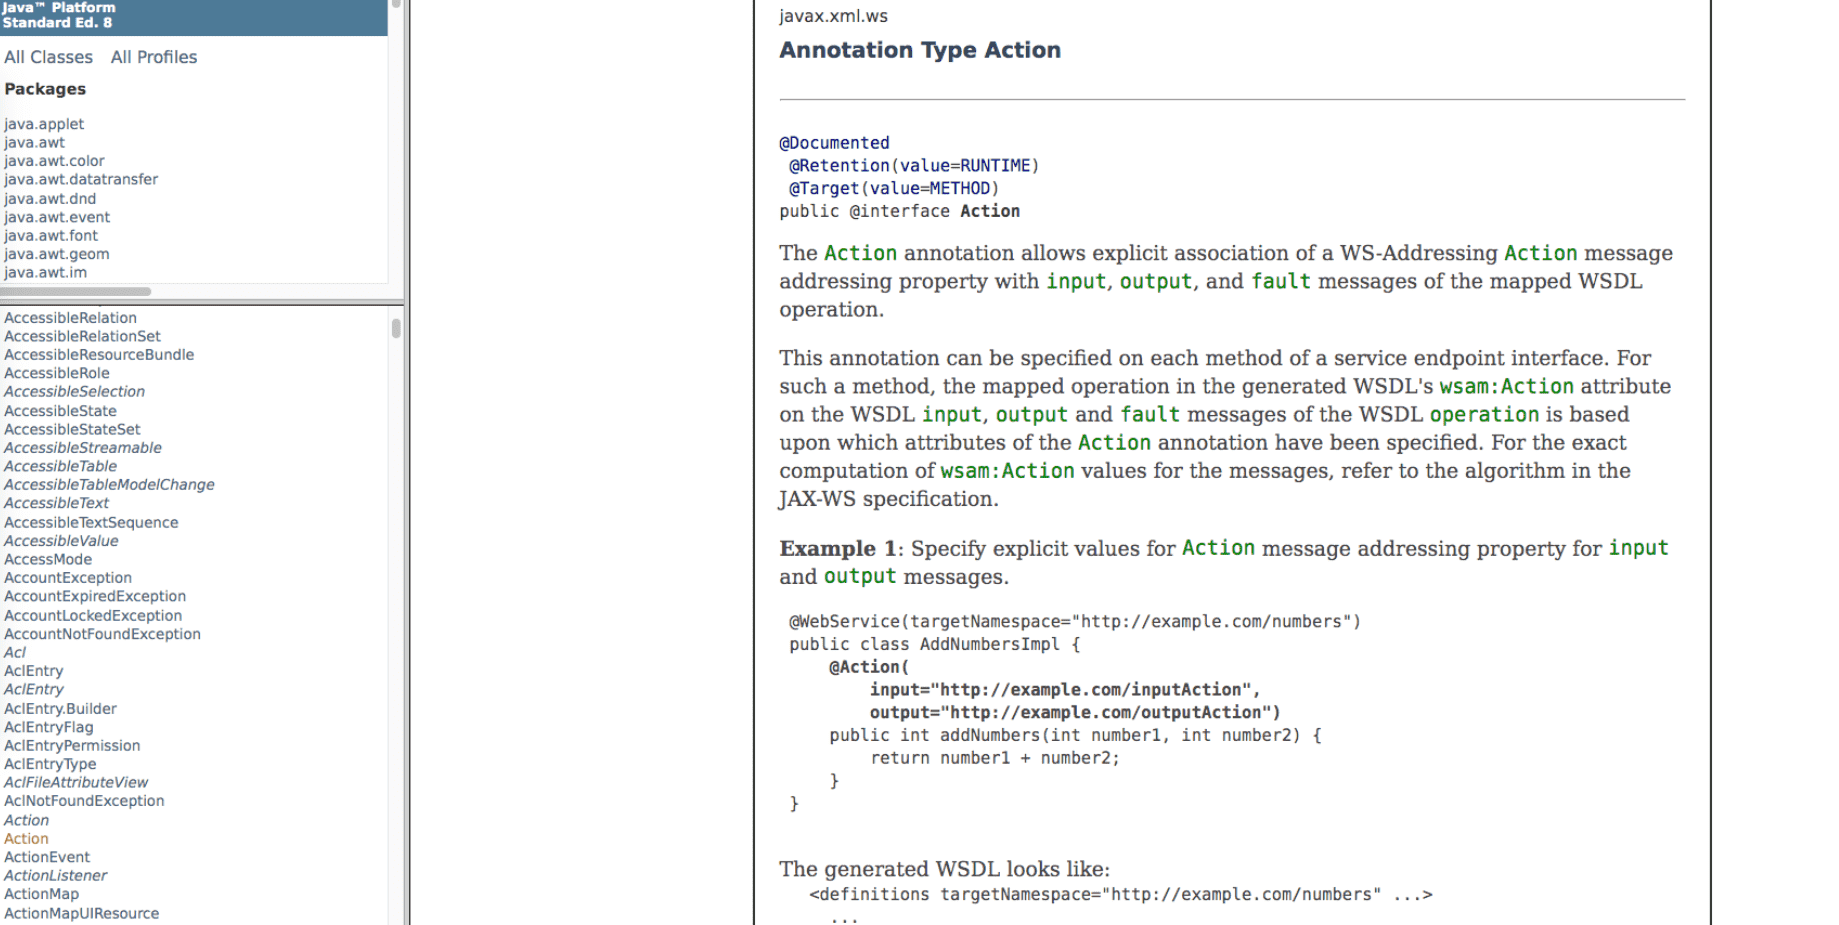 Java™ Platform
Standard Ed. 8
All Classes All Profiles
Packages
java.applet
java.awt
java.awt.color
java.awt.datatransfer
java.awt.dnd
java.awt.event
java.awt.font
java.awt.geom
java.awt.im
AccessibleRelation
AccessibleRelationSet
AccessibleResourceBundle
AccessibleRole
AccessibleSelection
AccessibleState
AccessibleStateSet
AccessibleStreamable
AccessibleTable
AccessibleTableModelChange
AccessibleText
AccessibleTextSequence
AccessibleValue
AccessMode
AccountException
AccountExpiredException
AccountLockedException
AccountNotFoundException
Acl
AclEntry
AclEntry
AclEntry.Builder
AclEntryFlag
AclEntryPermission
AclEntryType
AclFileAttributeView
AclNotFoundException
Action
Action
ActionEvent
ActionListener
ActionMap
ActionMapUIResource
javax.xml.ws
Annotation Type Action
@Documented
@Retention(value=RUNTIME)
@Target(value=METHOD)
public @interface Action
The Action annotation allows explicit association of a WS-Addressing Action message
addressing property with input, output, and fault messages of the mapped WSDL
operation.
This annotation can be specified on each method of a service endpoint interface. For
such a method, the mapped operation in the generated WSDL's wsam:Action attribute
on the WSDL input, output and fault messages of the WSDL operation is based
upon which attributes of the Action annotation have been specified. For the exact
computation of wsam:Action values for the messages, refer to the algorithm in the
JAX-WS specification.
Example 1: Specify explicit values for Action message addressing property for input
and output messages.
@WebService(targetNamespace="http://example.com/numbers")
public class AddNumbersImpl {
@Action(
input="http://example.com/inputAction",
output="http://example.com/outputAction")
public int addNumbers(int number1, int number2) {
return number1 + number2;
}
}
The generated WSDL looks like:
<definitions targetNamespace="http://example.com/numbers" ...>
...